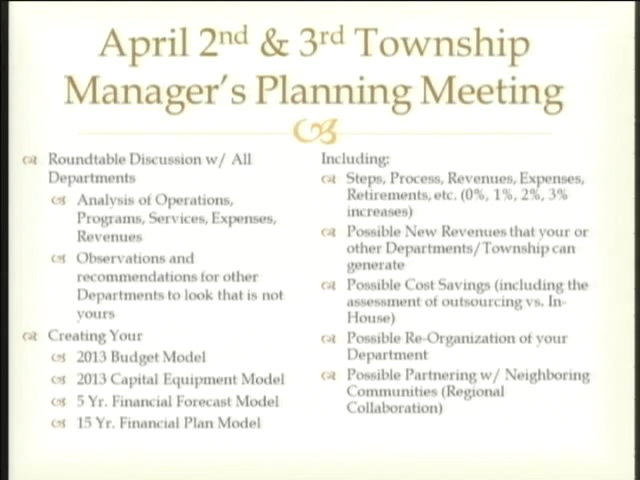 April 2nd & 3rd Township
Manager's Planning Meeting
Roundtable Discussion w/ All
Departments
Analysis of Operations,
Programs, Services, Expenses,
Revenues
Observations and
recommendations for other
Departments to look that is not
yours
Creating Your
2013 Budget Model
2013 Capital Equipment Model
5 Yr. Financial Forecast Model
15 Yr. Financial Plan Model
Including:
Steps, Process, Revenues, Expenses,
Retirements, etc. (0%, 1%, 2%, 3%
increases)
Possible New Revenues that your or
other Departments/Township can
generate
Possible Cost Savings (including the
assessment of outsourcing vs. In-
House)
Possible Re-Organization of your
Department
Possible Partnering w/ Neighboring
Communities (Regional
Collaboration)